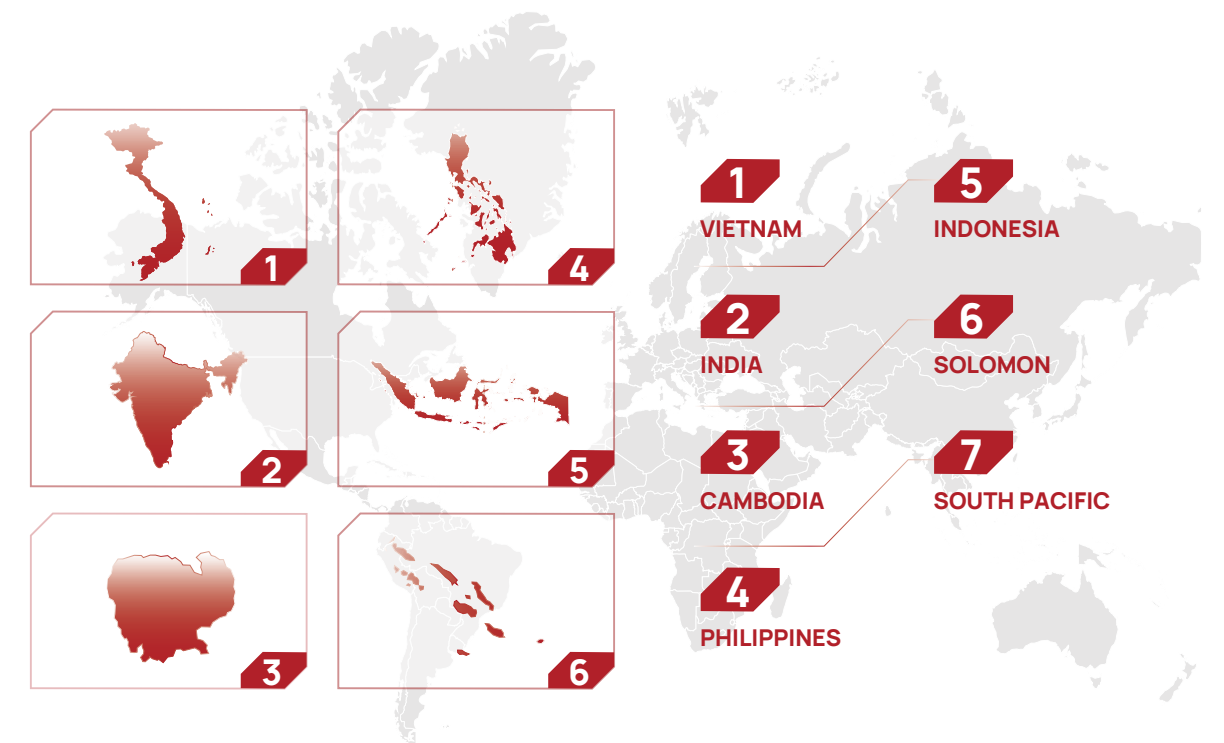 1
4
2
5
3
6
1
VIETNAM
2
INDIA
3
CAMBODIA
4
PHILIPPINES
5
INDONESIA
6
SOLOMON
7
SOUTH PACIFIC